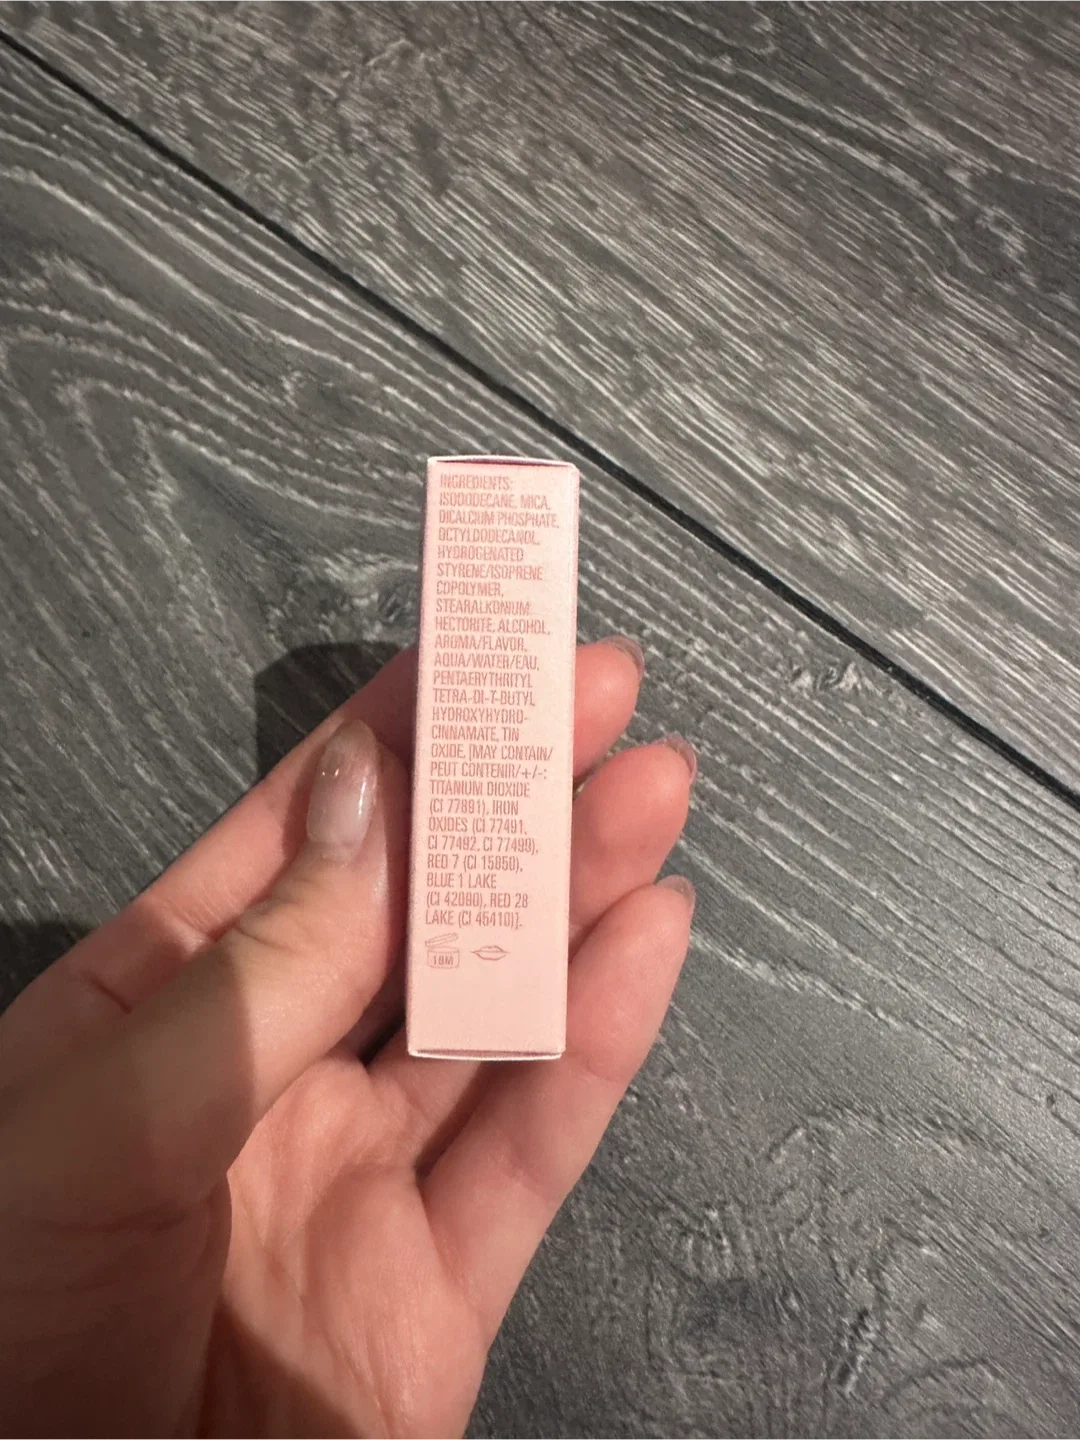 INGREDIENTS:
ISODODECANE, MICA,
DICALCIUM PHOSPHATE,
OCTYLDODECANOL,
HYDROGENATED
STYRENE/ISOPRENE
COPOLYMER,
STEARALKONIUM
HECTORITE, ALCOHOL,
AROMA/FLAVOR,
AQUA/WATER/EAU,
PENTAERYTHRITYL
TETRA-DI-T-BUTYL
HYDROXYHYDRO-
CINNAMATE, TIN
OXIDE, [MAY CONTAIN/
PEUT CONTENIR/+/-:
TITANIUM DIOXIDE
(CI 77891), IRON
OXIDES (CI 77491,
CI 77492, CI 77499),
RED 7 (CI 15850),
BLUE 1 LAKE
(CI 42090), RED 28
LAKE (CI 45410)].
18M